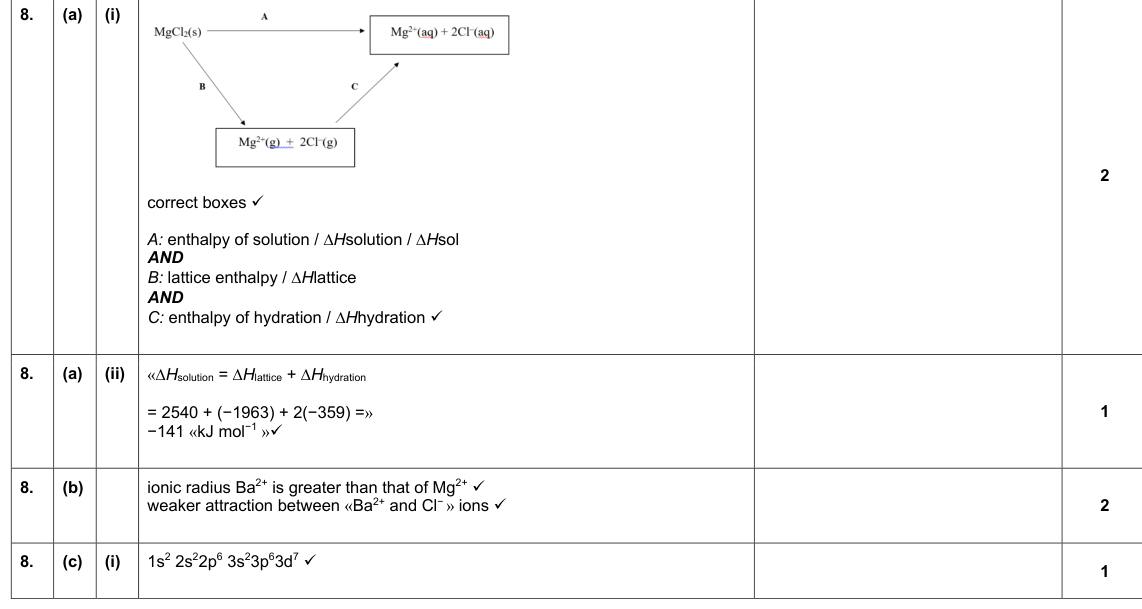 8. (a) (i)
A
MgCl₂(s)
Mg²⁺(aq) + 2Cl⁻(aq)
B
C
Mg²⁺(g) + 2Cl⁻(g)
correct boxes ✓
2
A: enthalpy of solution / ΔHsolution / ΔHsol
AND
B: lattice enthalpy / ΔHlattice
AND
C: enthalpy of hydration / ΔHhydration ✓
8. (a) (ii) «ΔHsolution = ΔHlattice + ΔHhydration
= 2540 + (−1963) + 2(−359) =»
1
−141 «kJ mol⁻¹ »✓
8. (b) ionic radius Ba²⁺ is greater than that of Mg²⁺ ✓
weaker attraction between «Ba²⁺ and Cl⁻ » ions ✓
2
8. (c) (i) 1s² 2s²2p⁶ 3s²3p⁶3d⁷ ✓
1